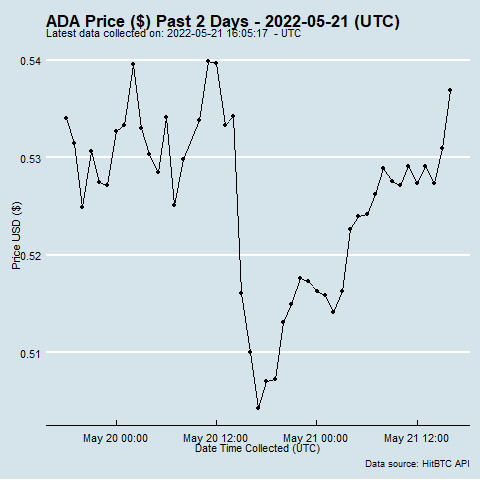 ADA Price ($) Past 2 Days - 2022-05-21 (UTC)
Latest data collected on: 2022-05-21 16:05:17  - UTC
0.54
0.53
0.52
0.51
Price USD ($)
May 20 00:00
May 20 12:00
May 21 00:00
May 21 12:00
Date Time Collected (UTC)
Data source: HitBTC API